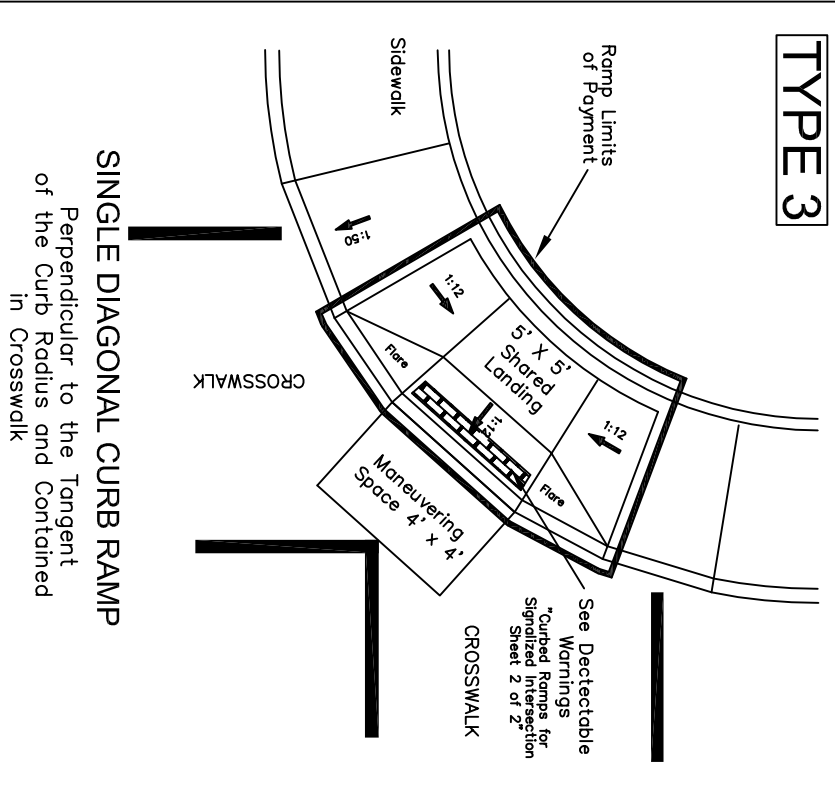 TYPE 3
Ramp Limits
of Payment
Sidewalk
1:50
1:12
5' X 5'
Shared
Landing
1:12
Flare
1:12
Flare
Maneuvering
Space 4' x 4'
See Dectectable
Warnings
"Curbed Ramps for
Signalized Intersection
Sheet 2 of 2"
CROSSWALK
CROSSWALK
SINGLE DIAGONAL CURB RAMP
Perpendicular to the Tangent
of the Curb Radius and Contained
in Crosswalk